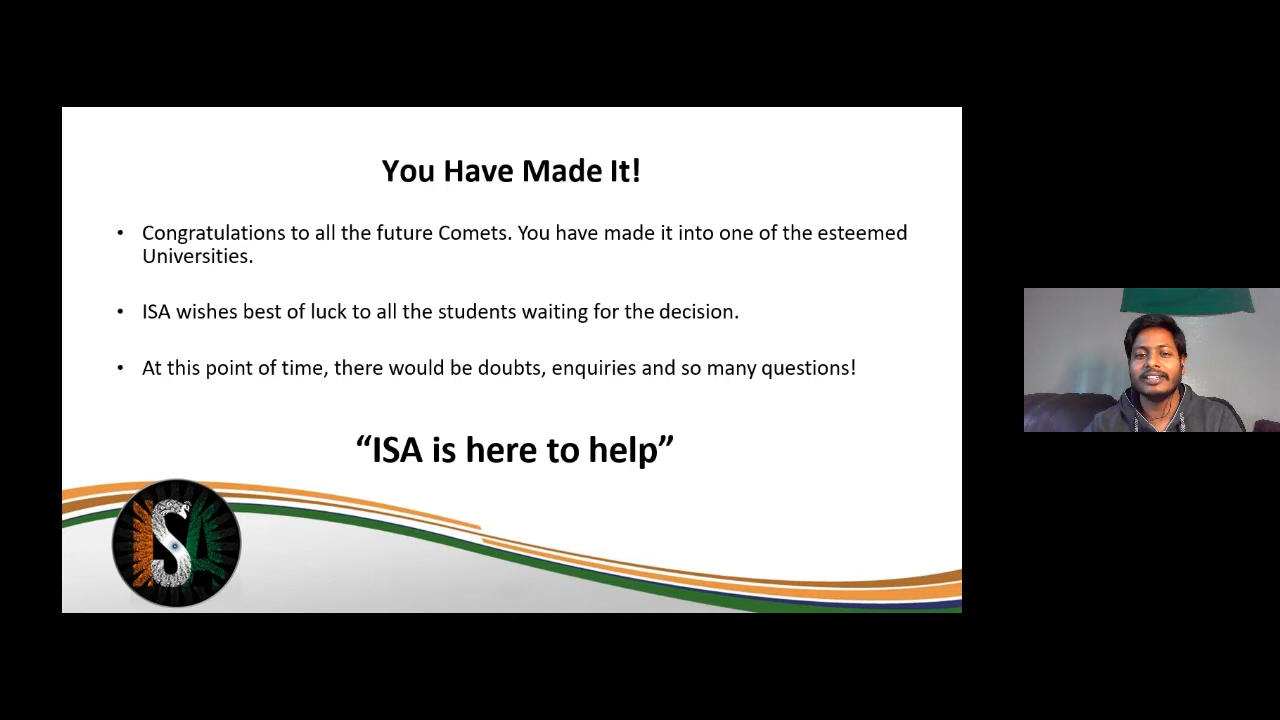 You Have Made It!
• Congratulations to all the future Comets. You have made it into one of the esteemed
Universities.
• ISA wishes best of luck to all the students waiting for the decision.
• At this point of time, there would be doubts, enquiries and so many questions!
“ISA is here to help”
ISA